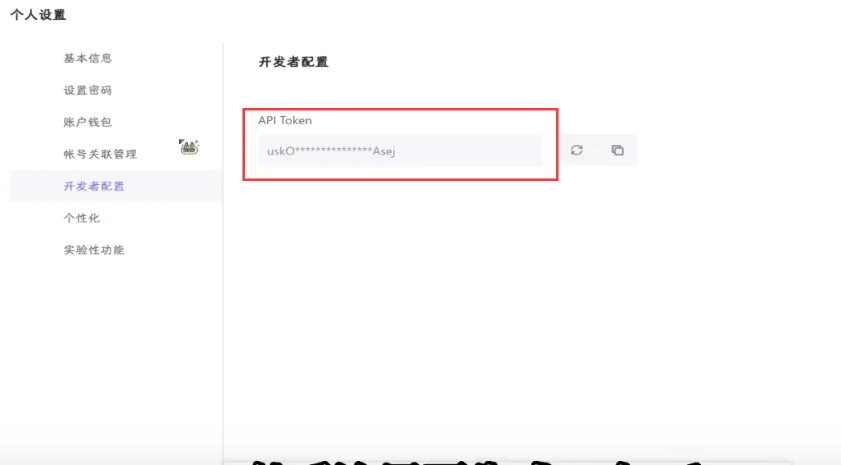 个人设置
基本信息
设置密码
账户钱包
帐号关联管理
开发者配置
个性化
实验性功能
开发者配置
API Token
uskO***************Asej